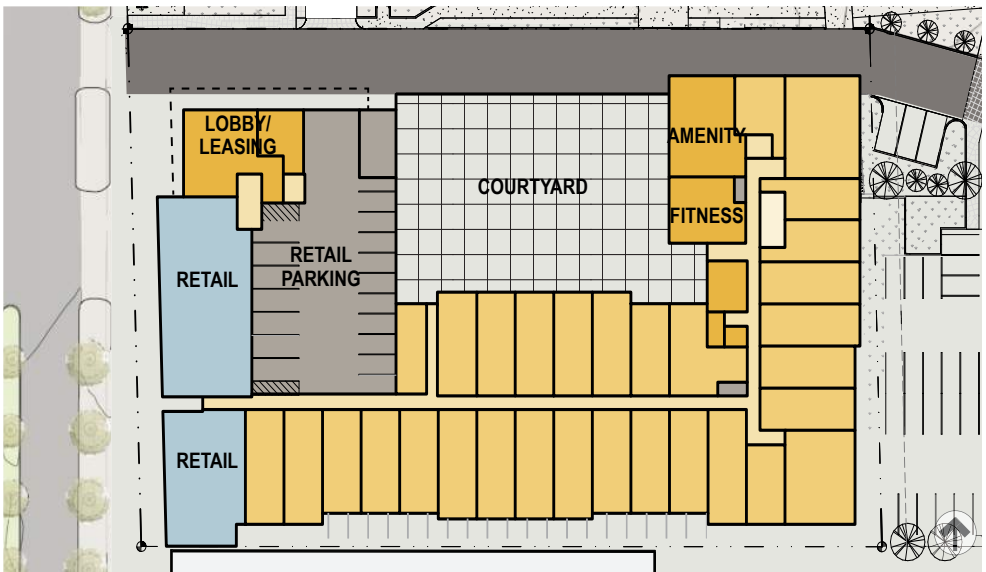 LOBBY/
LEASING
AMENITY
COURTYARD
FITNESS
RETAIL
RETAIL
PARKING
RETAIL